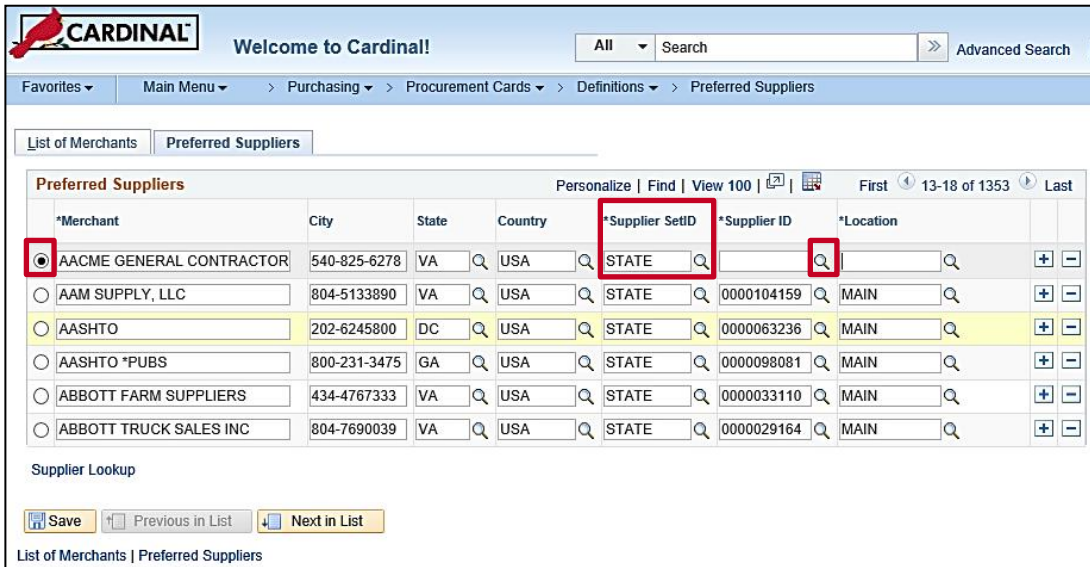 CARDINAL
Welcome to Cardinal!
All Search Advanced Search
Favorites Main Menu > Purchasing > Procurement Cards > Definitions > Preferred Suppliers
List of Merchants Preferred Suppliers
Preferred Suppliers Personalize | Find | View 100 | | First 13-18 of 1353 Last
*Merchant City State Country *Supplier SetID *Supplier ID *Location
AACME GENERAL CONTRACTOR 540-825-6278 VA USA STATE
AAM SUPPLY, LLC 804-5133890 VA USA STATE 0000104159 MAIN
AASHTO 202-6245800 DC USA STATE 0000063236 MAIN
AASHTO *PUBS 800-231-3475 GA USA STATE 0000098081 MAIN
ABBOTT FARM SUPPLIERS 434-4767333 VA USA STATE 0000033110 MAIN
ABBOTT TRUCK SALES INC 804-7690039 VA USA STATE 0000029164 MAIN
Supplier Lookup
Save Previous in List Next in List
List of Merchants | Preferred Suppliers